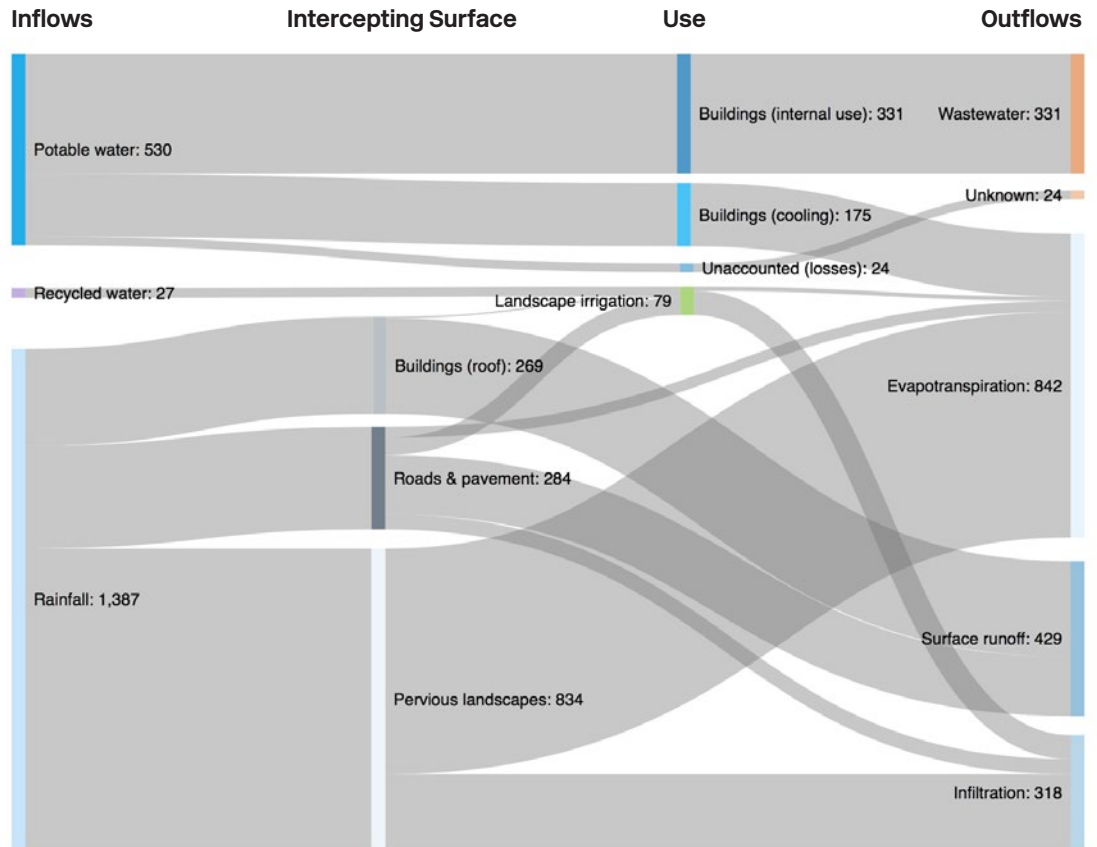 Inflows
Intercepting Surface
Use
Outflows
Buildings (internal use): 331
Wastewater: 331
Potable water: 530
Unknown: 24
Buildings (cooling): 175
Unaccounted (losses): 24
Recycled water: 27
Landscape irrigation: 79
Buildings (roof): 269
Evapotranspiration: 842
Roads & pavement: 284
Rainfall: 1,387
Surface runoff: 429
Pervious landscapes: 834
Infiltration: 318